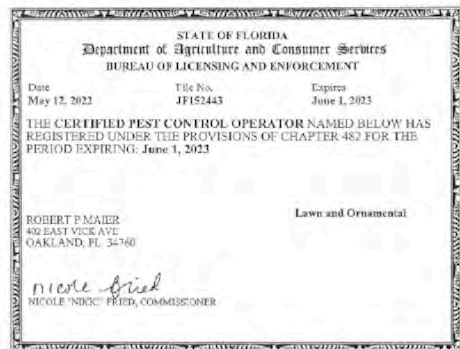 STATE OF FLORIDA
Department of Agriculture and Consumer Services
BUREAU OF LICENSING AND ENFORCEMENT
Date File No. Expires
May 12, 2022 JF152443 June 1, 2023
THE CERTIFIED PEST CONTROL OPERATOR NAMED BELOW HAS
REGISTERED UNDER THE PROVISIONS OF CHAPTER 482 FOR THE
PERIOD EXPIRING: June 1, 2023
Lawn and Ornamental
ROBERT P MAIER
402 EAST VICK AVE
OAKLAND, FL 34760
Nicole Fried
NICOLE "NIKKI" FRIED, COMMISSIONER